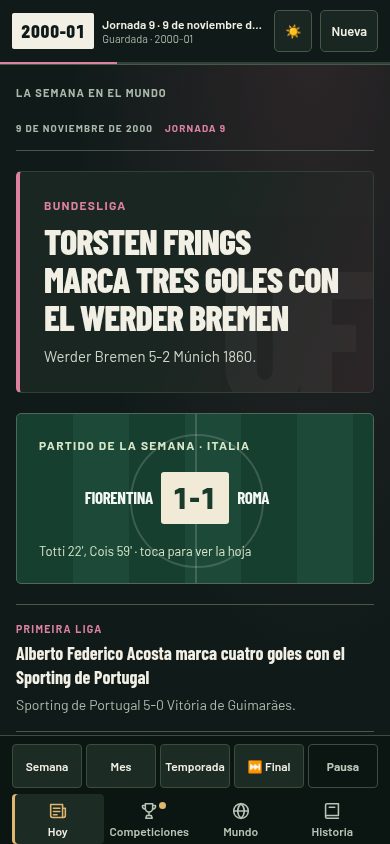 2000-01
Jornada 9 · 9 de noviembre d...
Guardada · 2000-01
Nueva
LA SEMANA EN EL MUNDO
9 DE NOVIEMBRE DE 2000 JORNADA 9
BUNDESLIGA
TORSTEN FRINGS
MARCA TRES GOLES CON
EL WERDER BREMEN
Werder Bremen 5-2 Múnich 1860.
PARTIDO DE LA SEMANA · ITALIA
FIORENTINA 1-1 ROMA
Totti 22', Cois 59' · toca para ver la hoja
PRIMEIRA LIGA
Alberto Federico Acosta marca cuatro goles con el
Sporting de Portugal
Sporting de Portugal 5-0 Vitória de Guimarães.
Semana Mes Temporada ⏩ Final Pausa
Hoy Competiciones Mundo Historia